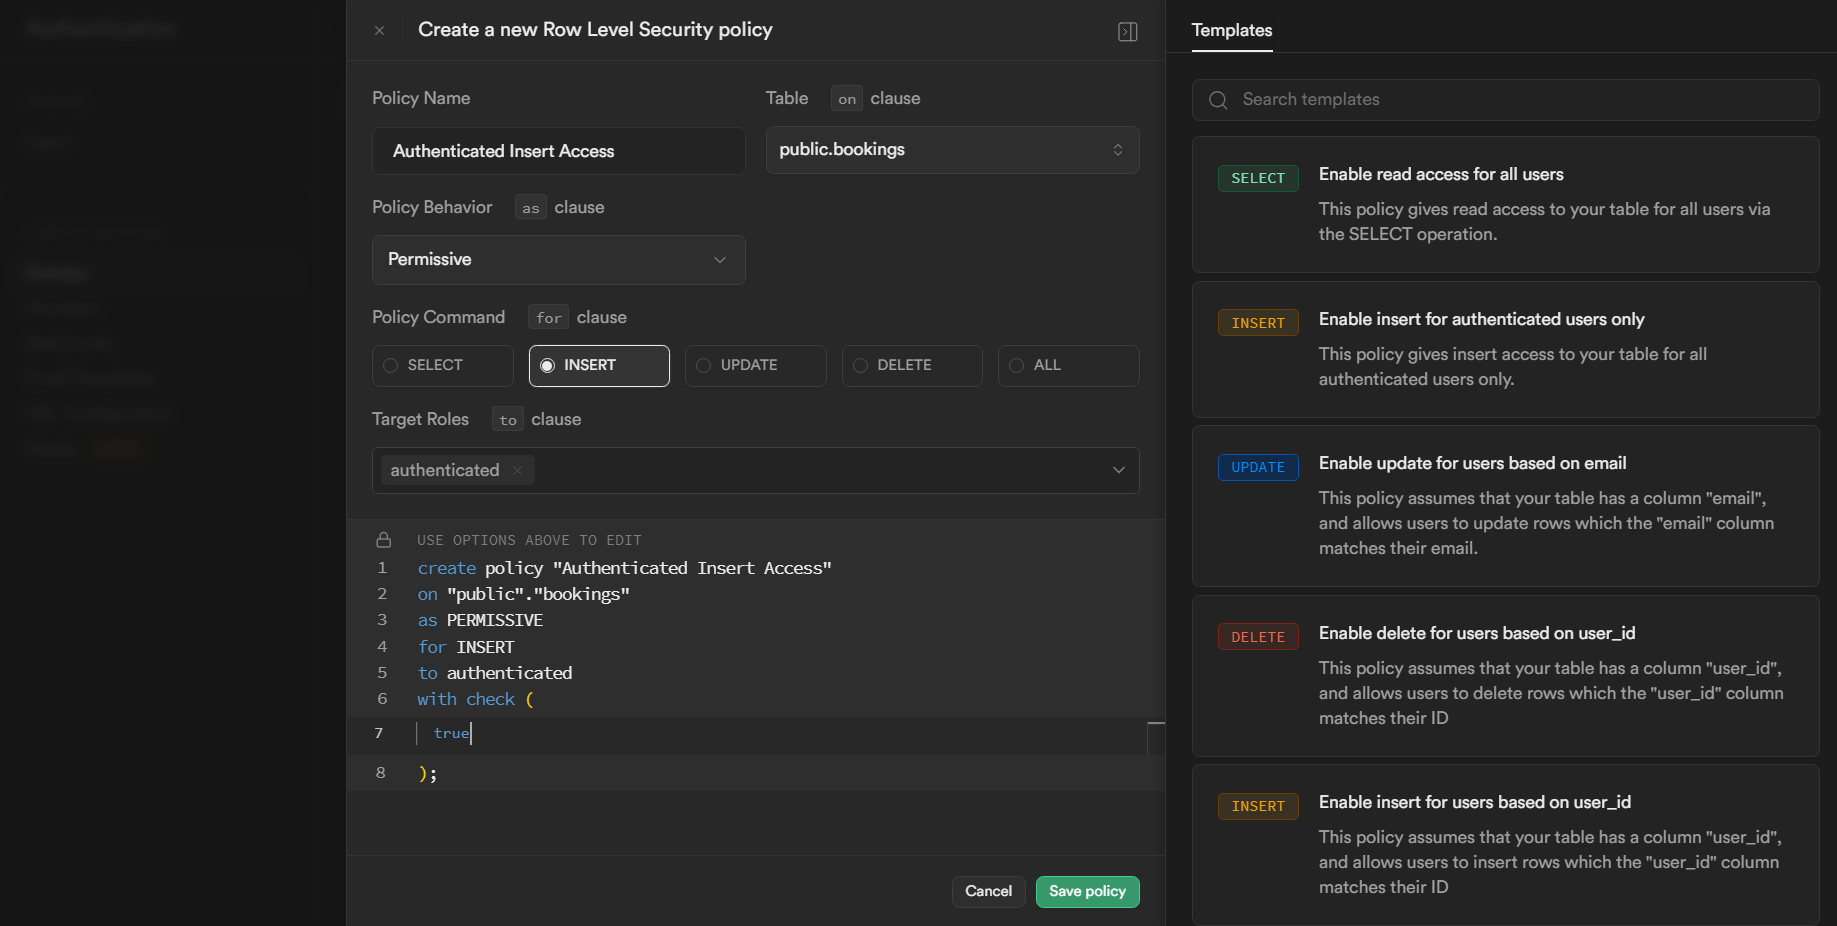 Create a new Row Level Security policy
Policy Name
Table on clause
Authenticated Insert Access
public.bookings
Policy Behavior as clause
Permissive
Policy Command for clause
SELECT
INSERT
UPDATE
DELETE
ALL
Target Roles to clause
authenticated
USE OPTIONS ABOVE TO EDIT
1 create policy "Authenticated Insert Access"
2 on "public"."bookings"
3 as PERMISSIVE
4 for INSERT
5 to authenticated
6 with check (
7 true
8 );
Cancel
Save policy
Templates
Search templates
SELECT
Enable read access for all users
This policy gives read access to your table for all users via
the SELECT operation.
INSERT
Enable insert for authenticated users only
This policy gives insert access to your table for all
authenticated users only.
UPDATE
Enable update for users based on email
This policy assumes that your table has a column "email",
and allows users to update rows which the "email" column
matches their email.
DELETE
Enable delete for users based on user_id
This policy assumes that your table has a column "user_id",
and allows users to delete rows which the "user_id" column
matches their ID
INSERT
Enable insert for users based on user_id
This policy assumes that your table has a column "user_id",
and allows users to insert rows which the "user_id" column
matches their ID